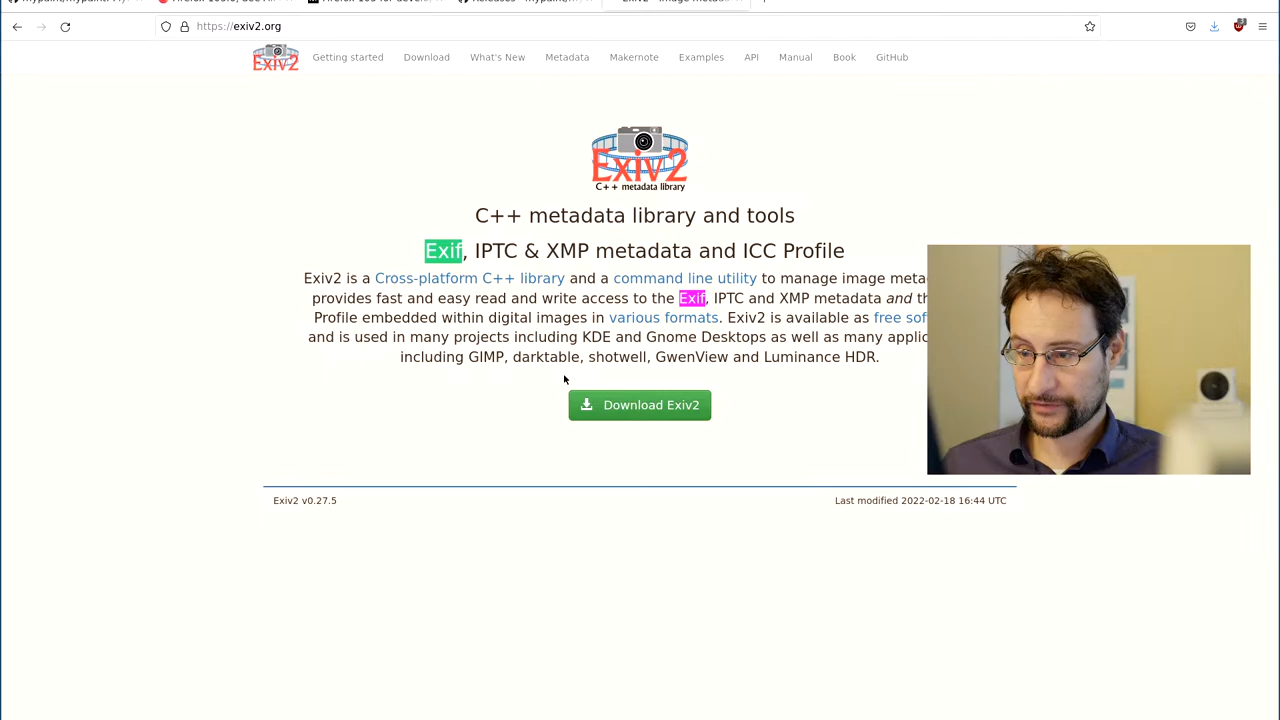 Exiv2
https://exiv2.org
Exiv2 Getting started Download What's New Metadata Makernote Examples API Manual Book GitHub
Exiv2
C++ metadata library
C++ metadata library and tools
Exif, IPTC & XMP metadata and ICC Profile
Exiv2 is a Cross-platform C++ library and a command line utility to manage image
provides fast and easy read and write access to the Exif, IPTC and XMP metadata and
Profile embedded within digital images in various formats. Exiv2 is available as free
and is used in many projects including KDE and Gnome Desktops as well as many
including GIMP, darktable, shotwell, GwenView and Luminance HDR.
Download Exiv2
Exiv2 v0.27.5 Last modified 2022-02-18 16:44 UTC